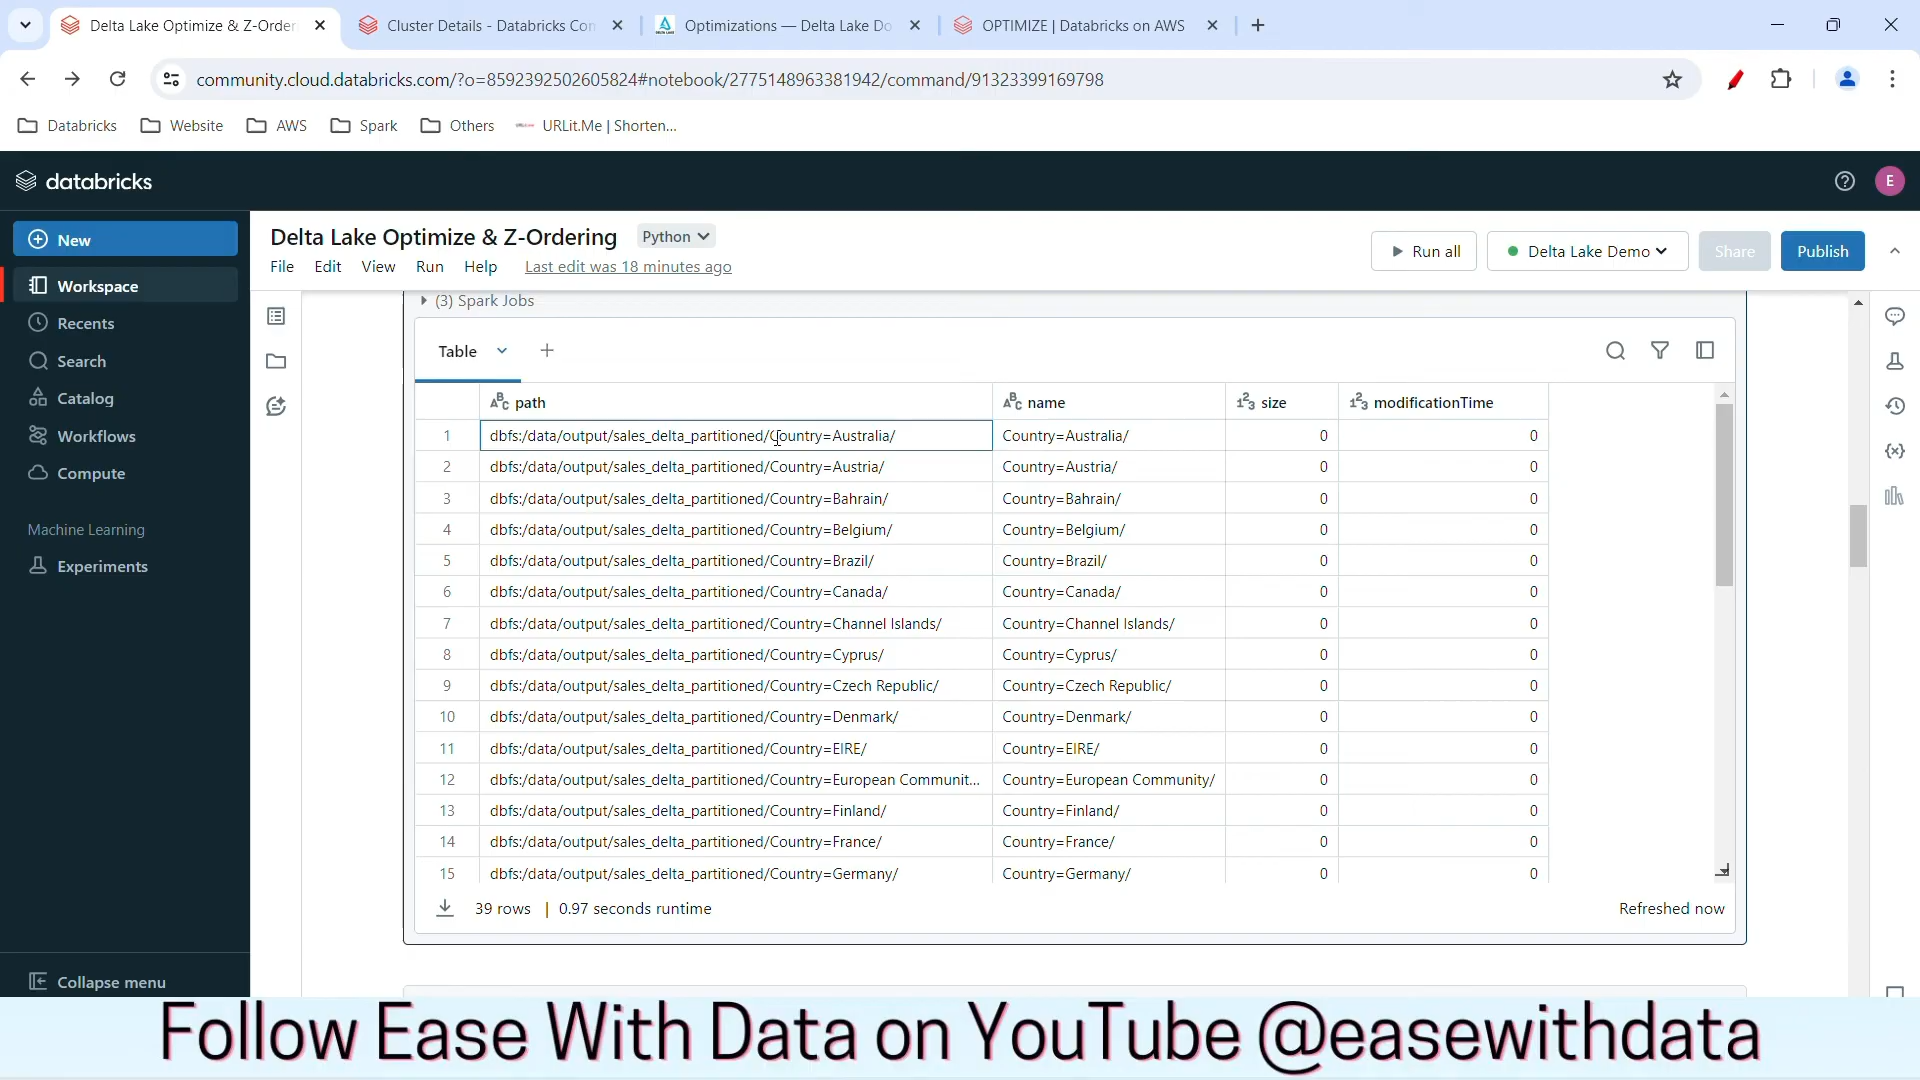 Delta Lake Optimize & Z-Order
Cluster Details - Databricks Con
Optimizations — Delta Lake Do
OPTIMIZE | Databricks on AWS
community.cloud.databricks.com/?o=8592392502605824#notebook/2775148963381942/command/91323399169798
Databricks
Website
AWS
Spark
Others
URLit.Me | Shorten...
databricks
E
New
Workspace
Recents
Search
Catalog
Workflows
Compute
Machine Learning
Experiments
Collapse menu
Delta Lake Optimize & Z-Ordering
Python
File Edit View Run Help Last edit was 18 minutes ago
Run all
Delta Lake Demo
Share
Publish
(3) Spark Jobs
Table
path name size modificationTime
1 dbfs:/data/output/sales_delta_partitioned/Country=Australia/ Country=Australia/ 0 0
2 dbfs:/data/output/sales_delta_partitioned/Country=Austria/ Country=Austria/ 0 0
3 dbfs:/data/output/sales_delta_partitioned/Country=Bahrain/ Country=Bahrain/ 0 0
4 dbfs:/data/output/sales_delta_partitioned/Country=Belgium/ Country=Belgium/ 0 0
5 dbfs:/data/output/sales_delta_partitioned/Country=Brazil/ Country=Brazil/ 0 0
6 dbfs:/data/output/sales_delta_partitioned/Country=Canada/ Country=Canada/ 0 0
7 dbfs:/data/output/sales_delta_partitioned/Country=Channel Islands/ Country=Channel Islands/ 0 0
8 dbfs:/data/output/sales_delta_partitioned/Country=Cyprus/ Country=Cyprus/ 0 0
9 dbfs:/data/output/sales_delta_partitioned/Country=Czech Republic/ Country=Czech Republic/ 0 0
10 dbfs:/data/output/sales_delta_partitioned/Country=Denmark/ Country=Denmark/ 0 0
11 dbfs:/data/output/sales_delta_partitioned/Country=EIRE/ Country=EIRE/ 0 0
12 dbfs:/data/output/sales_delta_partitioned/Country=European Communit... Country=European Community/ 0 0
13 dbfs:/data/output/sales_delta_partitioned/Country=Finland/ Country=Finland/ 0 0
14 dbfs:/data/output/sales_delta_partitioned/Country=France/ Country=France/ 0 0
15 dbfs:/data/output/sales_delta_partitioned/Country=Germany/ Country=Germany/ 0 0
39 rows | 0.97 seconds runtime
Refreshed now
Follow Ease With Data on YouTube @easewithdata